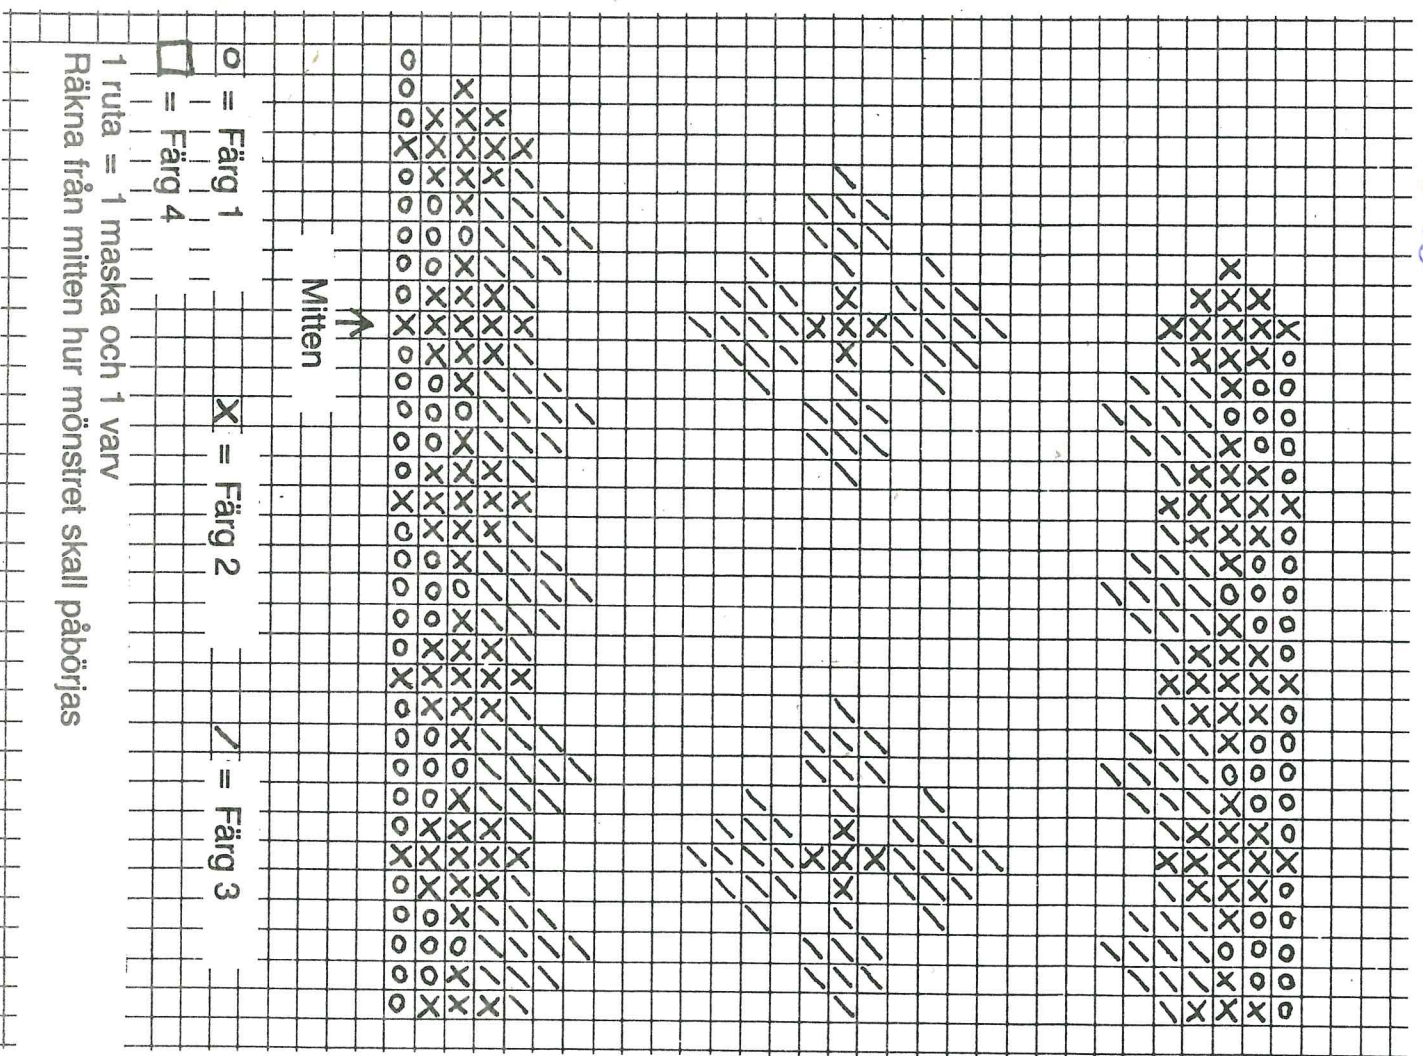 Mitten
o = Färg 1 X = Färg 2 / = Färg 3
□ = Färg 4
1 ruta = 1 maska och 1 varv
Räkna från mitten hur mönstret skall påbörjas